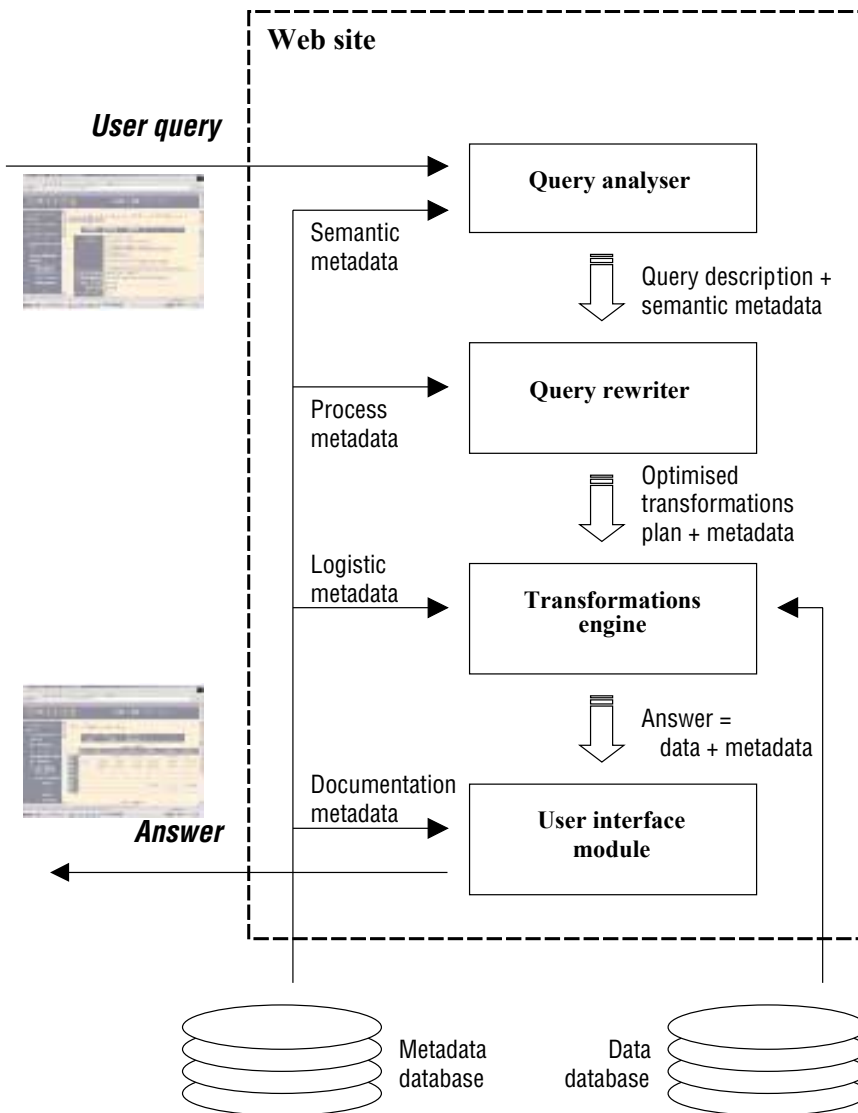 Web site
User query
Query analyser
Semantic
metadata
Query description +
semantic metadata
Query rewriter
Process
metadata
Optimised
transformations
plan + metadata
Logistic
metadata
Transformations
engine
Answer =
data + metadata
Documentation
metadata
User interface
module
Answer
Metadata
database
Data
database